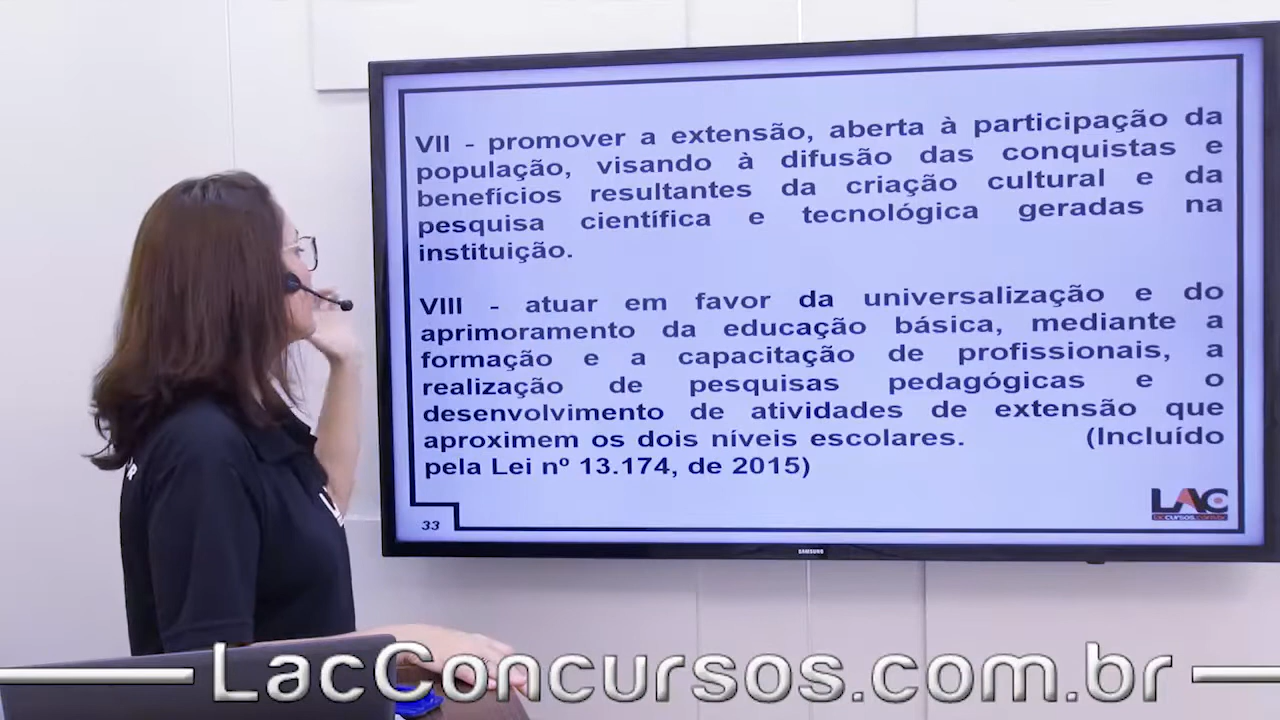 VII - promover a extensão, aberta à participação da
população, visando à difusão das conquistas e
benefícios resultantes da criação cultural e da
pesquisa científica e tecnológica geradas na
instituição.
VIII - atuar em favor da universalização e do
aprimoramento da educação básica, mediante a
formação e a capacitação de profissionais, a
realização de pesquisas pedagógicas e o
desenvolvimento de atividades de extensão que
aproximem os dois níveis escolares. (Incluído
pela Lei nº 13.174, de 2015)
33
LAC
laccursos.com.br
SAMSUNG
LacConcursos.com.br